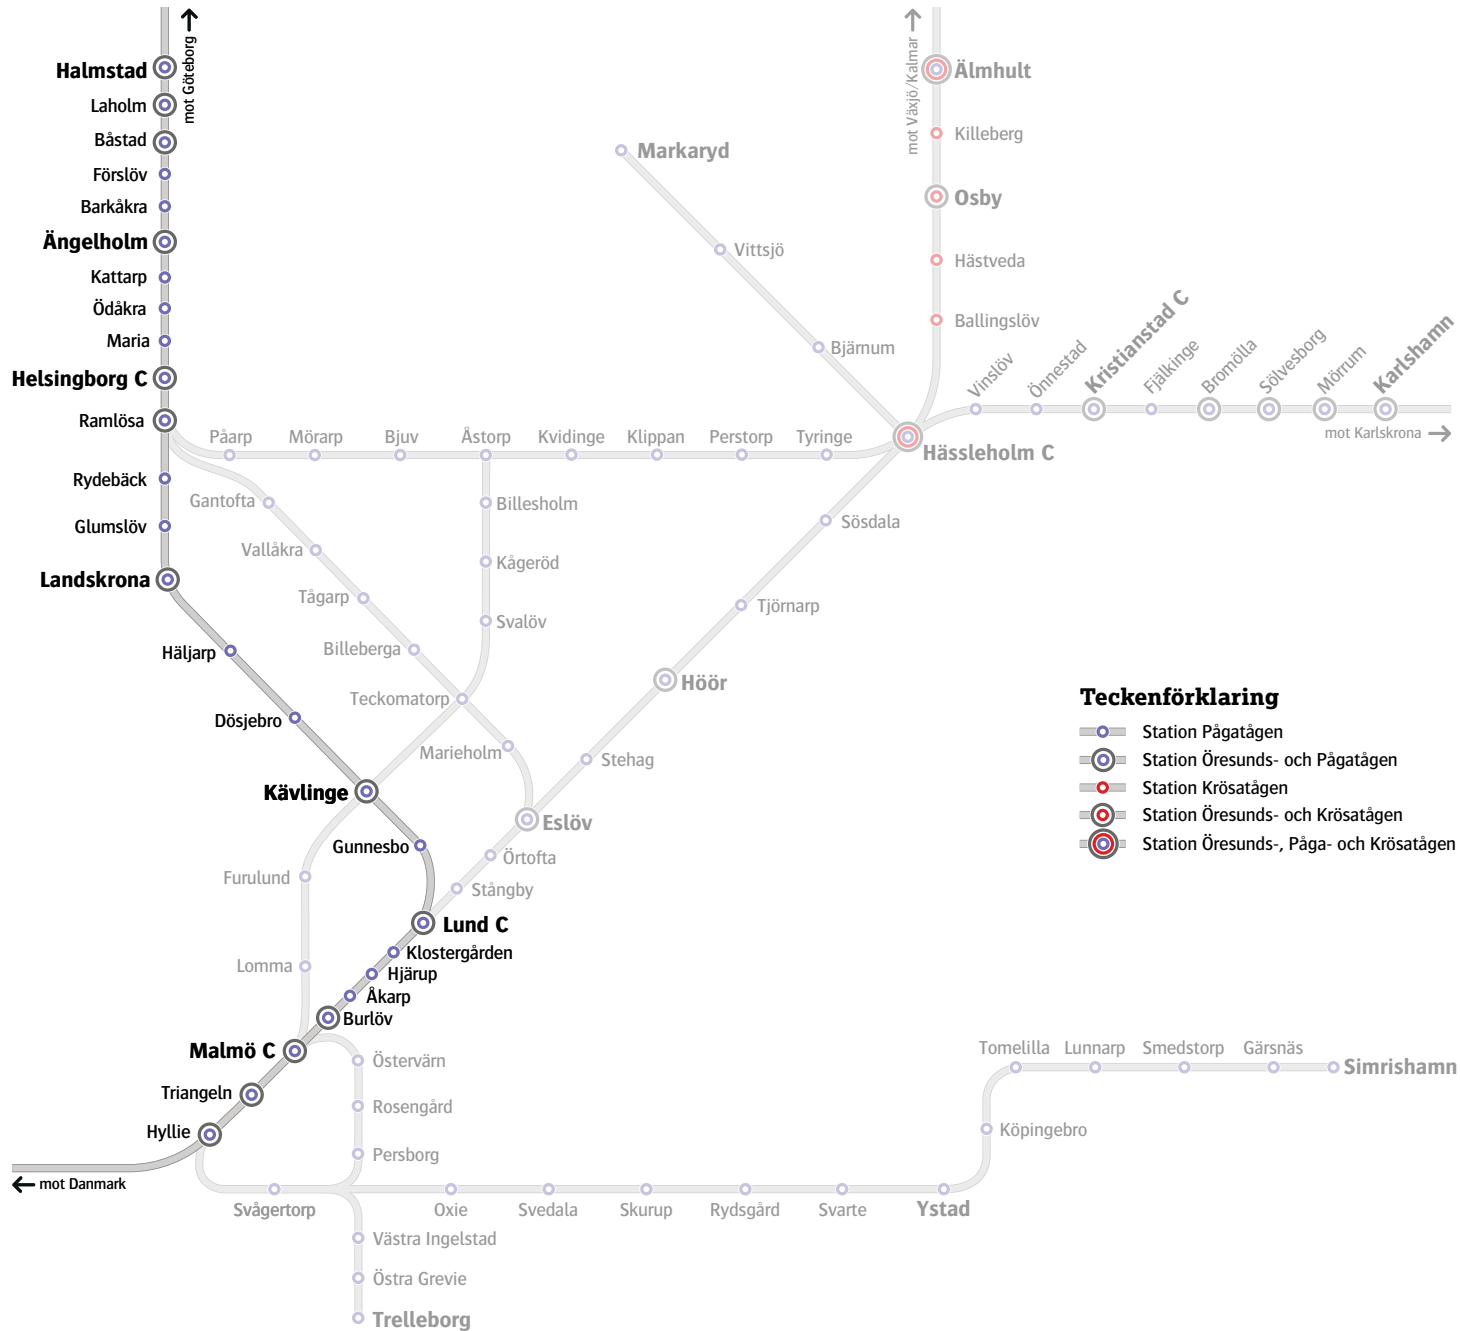 mot Göteborg
Halmstad
Laholm
Båstad
Förslöv
Barkåkra
Ängelholm
Kattarp
Ödåkra
Maria
Helsingborg C
Ramlösa
Rydebäck
Glumslöv
Landskrona
Häljarp
Dösjebro
Kävlinge
Gunnesbo
Lund C
Klostergården
Hjärup
Åkarp
Burlöv
Malmö C
Triangeln
Hyllie
mot Danmark
Påarp
Mörarp
Bjuv
Åstorp
Kvidinge
Klippan
Perstorp
Tyringe
Hässleholm C
Gantofta
Vallåkra
Tågarp
Billeberga
Teckomatorp
Marieholm
Billesholm
Kågeröd
Svalöv
Furulund
Lomma
Markaryd
Vittsjö
Bjärnum
mot Växjö/Kalmar
Älmhult
Killeberg
Osby
Hästveda
Ballingslöv
Vinslöv
Önnestad
Kristianstad C
Fjälkinge
Bromölla
Sölvesborg
Mörrum
Karlshamn
mot Karlskrona
Sösdala
Tjörnarp
Höör
Stehag
Eslöv
Örtofta
Stångby
Teckenförklaring
Station Pågatågen
Station Öresunds- och Pågatågen
Station Krösatågen
Station Öresunds- och Krösatågen
Station Öresunds-, Påga- och Krösatågen
Östervärn
Rosengård
Persborg
Svågertorp
Oxie
Svedala
Skurup
Rydsgård
Svarte
Ystad
Köpingebro
Tomelilla
Lunnarp
Smedstorp
Gärsnäs
Simrishamn
Västra Ingelstad
Östra Grevie
Trelleborg